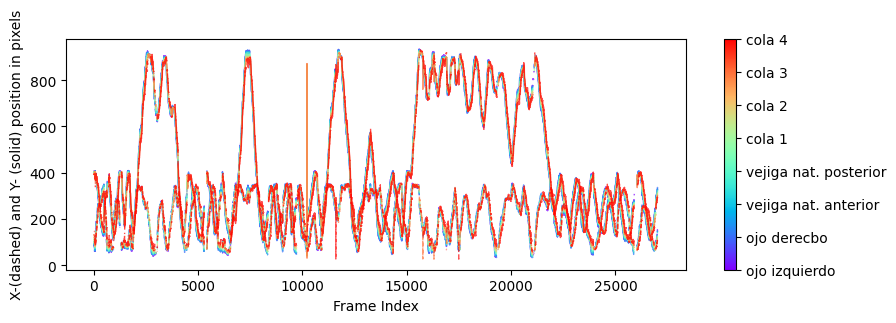 X-(dashed) and Y- (solid) position in pixels
800
600
400
200
0
0
5000
10000
15000
20000
25000
Frame Index
cola 4
cola 3
cola 2
cola 1
vejiga nat. posterior
vejiga nat. anterior
ojo derecbo
ojo izquierdo